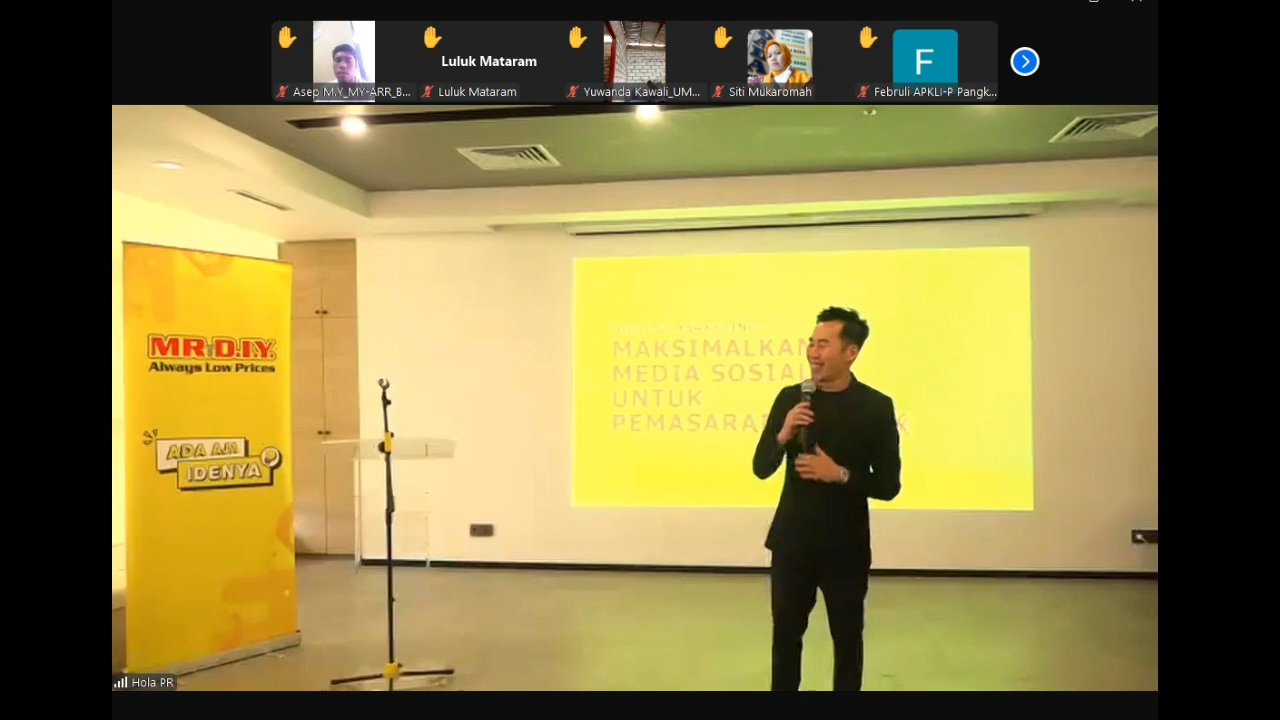 Luluk Mataram
Asep M.Y_MY-ARR_B...
Luluk Mataram
Yuwanda Kawali_UM...
Siti Mukaromah
F
Februli APKLI-P Pangk...
MR D.I.Y.
Always Low Prices
ADA AJA
IDENYA
MAKSIMALKAN
MEDIA SOSIAL
UNTUK
Hola PR